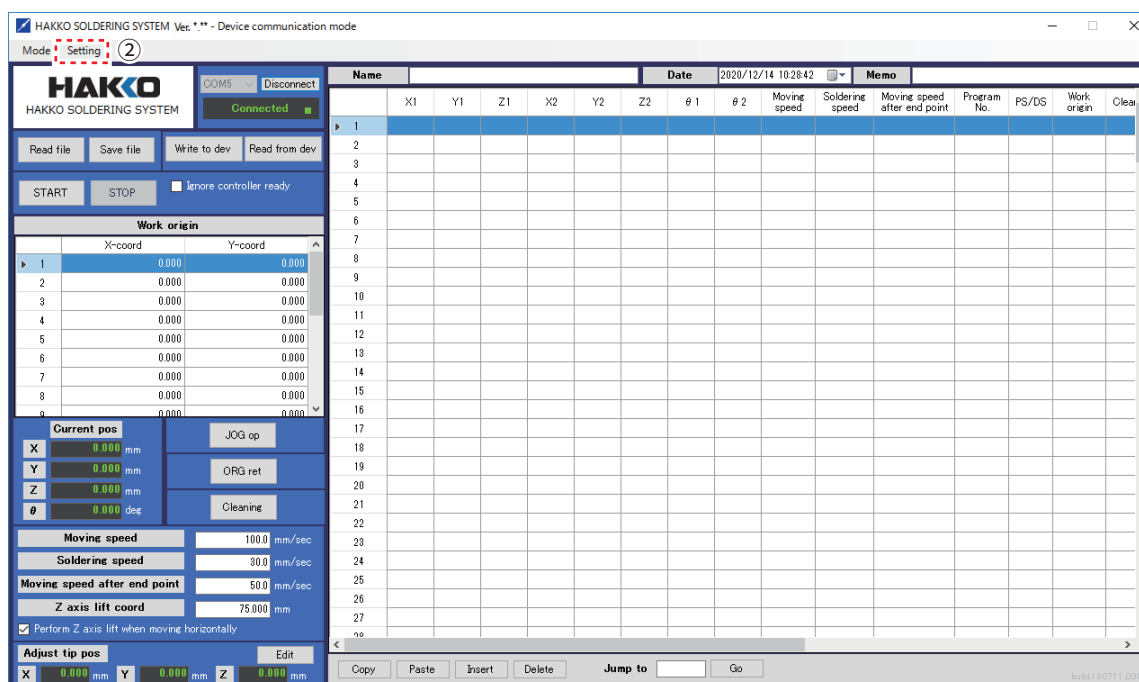 HAKKO SOLDERING SYSTEM Ver. *.** - Device communication mode
Mode Setting ②
HAKKO
HAKKO SOLDERING SYSTEM
COM5 Disconnect
Connected
Read file Save file Write to dev Read from dev
START STOP Ignore controller ready
Work origin
X-coord Y-coord
1 0.000 0.000
2 0.000 0.000
3 0.000 0.000
4 0.000 0.000
5 0.000 0.000
6 0.000 0.000
7 0.000 0.000
8 0.000 0.000
9 0.000 0.000
Current pos
X 0.000 mm
Y 0.000 mm
Z 0.000 mm
θ 0.000 deg
JOG op
ORG ret
Cleaning
Moving speed 100.0 mm/sec
Soldering speed 30.0 mm/sec
Moving speed after end point 50.0 mm/sec
Z axis lift coord 75.000 mm
Perform Z axis lift when moving horizontally
Adjust tip pos Edit
X 0.000 mm Y 0.000 mm Z 0.000 mm
Name Date 2020/12/14 10:28:42 Memo
X1 Y1 Z1 X2 Y2 Z2 θ1 θ2 Moving speed Soldering speed Moving speed after end point Program No. PS/DS Work origin Clea
1
2
3
4
5
6
7
8
9
10
11
12
13
14
15
16
17
18
19
20
21
22
23
24
25
26
27
28
Copy Paste Insert Delete Jump to Go